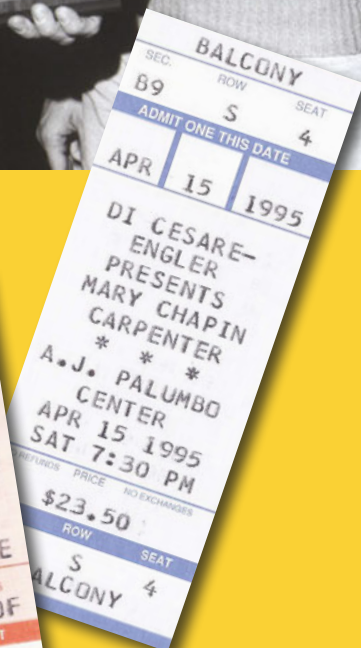 BALCONY
SEC. ROW SEAT
B9 S 4
ADMIT ONE THIS DATE
APR 15 1995
DI CESARE-
ENGLER
PRESENTS
MARY CHAPIN
CARPENTER
* * *
A.J. PALUMBO
CENTER
APR 15 1995
SAT 7:30 PM
REFUNDS PRICE NO EXCHANGES
$23.50
ROW SEAT
S 4
ALCONY
E
OF
T